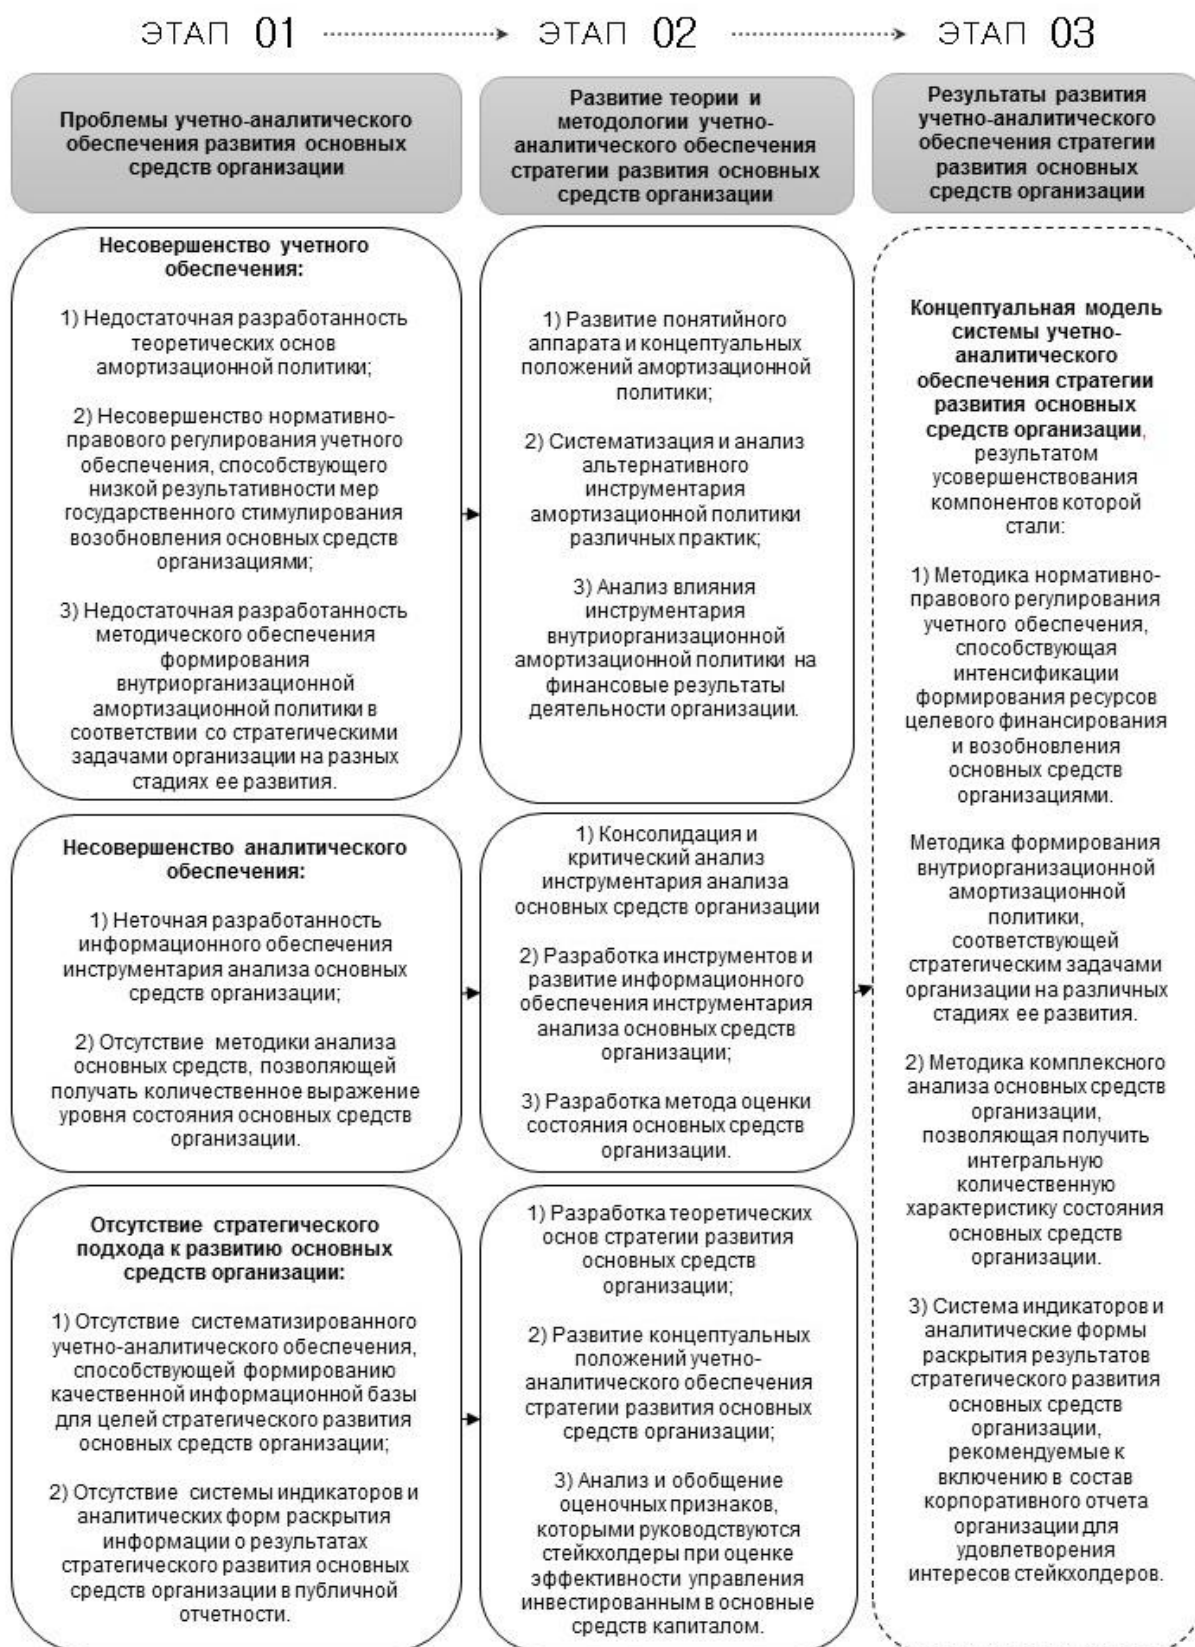 ЭТАП 01
ЭТАП 02
ЭТАП 03
Проблемы учетно-аналитического
обеспечения развития основных
средств организации
Развитие теории и
методологии учетно-
аналитического обеспечения
стратегии развития основных
средств организации
Результаты развития
учетно-аналитического
обеспечения стратегии
развития основных
средств организации
Несовершенство учетного
обеспечения:
1) Недостаточная разработанность
теоретических основ
амортизационной политики;
2) Несовершенство нормативно-
правового регулирования учетного
обеспечения, способствующего
низкой результативности мер
государственного стимулирования
возобновления основных средств
организациями;
3) Недостаточная разработанность
методического обеспечения
формирования
внутриорганизационной
амортизационной политики в
соответствии со стратегическими
задачами организации на разных
стадиях ее развития.
1) Развитие понятийного
аппарата и концептуальных
положений амортизационной
политики;
2) Систематизация и анализ
альтернативного
инструментария
амортизационной политики
различных практик;
3) Анализ влияния
инструментария
внутриорганизационной
амортизационной политики на
финансовые результаты
деятельности организации.
Несовершенство аналитического
обеспечения:
1) Неточная разработанность
информационного обеспечения
инструментария анализа основных
средств организации;
2) Отсутствие методики анализа
основных средств, позволяющей
получать количественное выражение
уровня состояния основных средств
организации.
1) Консолидация и
критический анализ
инструментария анализа
основных средств организации
2) Разработка инструментов и
развитие информационного
обеспечения инструментария
анализа основных средств
организации;
3) Разработка метода оценки
состояния основных средств
организации.
Отсутствие стратегического
подхода к развитию основных
средств организации:
1) Отсутствие систематизированного
учетно-аналитического обеспечения,
способствующей формированию
качественной информационной базы
для целей стратегического развития
основных средств организации;
2) Отсутствие системы индикаторов и
аналитических форм раскрытия
информации о результатах
стратегического развития основных
средств организации в публичной
отчетности.
1) Разработка теоретических
основ стратегии развития
основных средств
организации;
2) Развитие концептуальных
положений учетно-
аналитического обеспечения
стратегии развития основных
средств организации;
3) Анализ и обобщение
оценочных признаков,
которыми руководствуются
стейкхолдеры при оценке
эффективности управления
инвестированным в основные
средств капиталом.
Концептуальная модель
системы учетно-
аналитического
обеспечения стратегии
развития основных
средств организации,
результатом
усовершенствования
компонентов которой
стали:
1) Методика нормативно-
правового регулирования
учетного обеспечения,
способствующая
интенсификации
формирования ресурсов
целевого финансирования
и возобновления
основных средств
организациями.
Методика формирования
внутриорганизационной
амортизационной
политики,
соответствующей
стратегическим задачами
организации на различных
стадиях ее развития.
2) Методика комплексного
анализа основных средств
организации,
позволяющая получить
интегральную
количественную
характеристику состояния
основных средств
организации.
3) Система индикаторов и
аналитические формы
раскрытия результатов
стратегического развития
основных средств
организации,
рекомендуемые к
включению в состав
корпоративного отчета
организации для
удовлетворения
интересов стейкхолдеров.